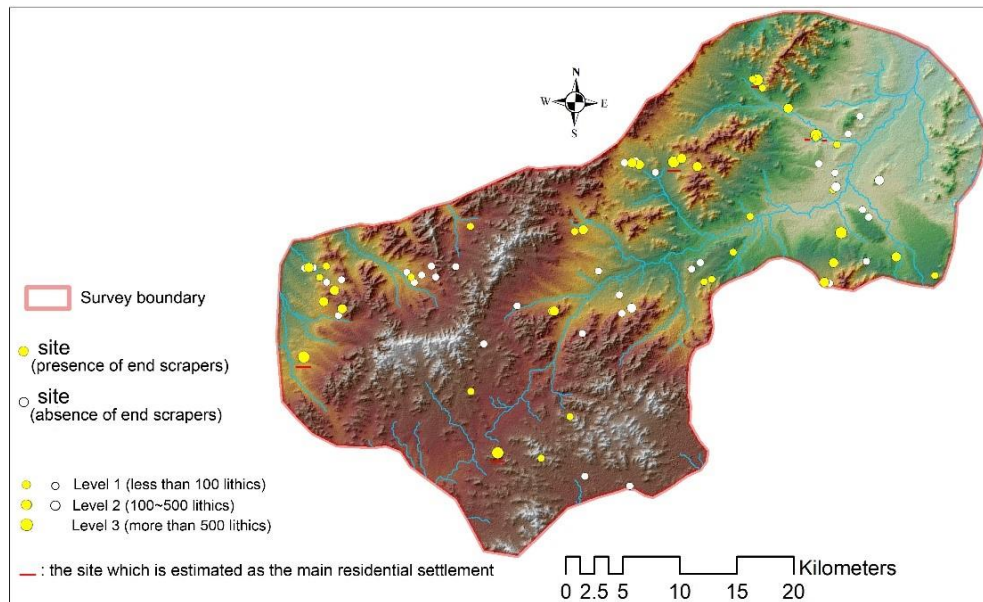 N
W E
S
Survey boundary
site
(presence of end scrapers)
site
(absence of end scrapers)
Level 1 (less than 100 lithics)
Level 2 (100~500 lithics)
Level 3 (more than 500 lithics)
: the site which is estimated as the main residential settlement
Kilometers
0 2.5 5 10 15 20